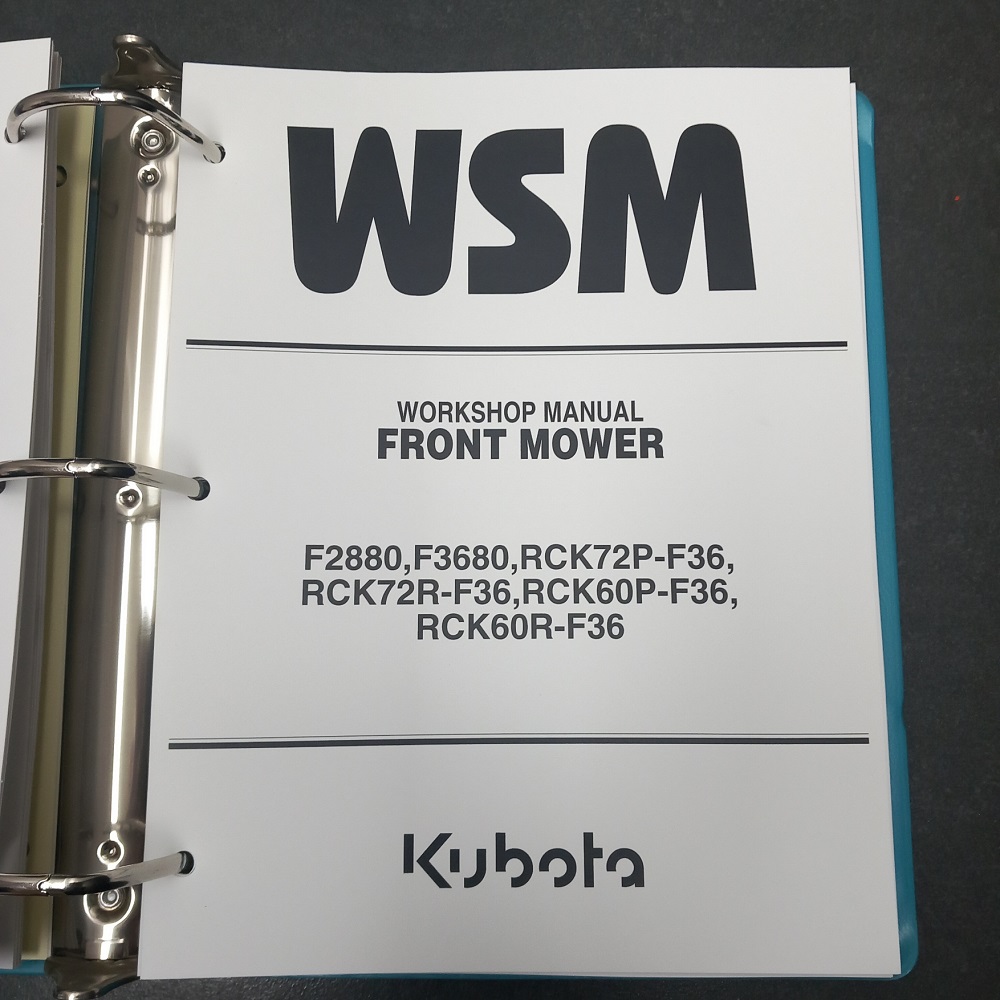 WSM
WORKSHOP MANUAL
FRONT MOWER
F2880,F3680,RCK72P-F36,
RCK72R-F36,RCK60P-F36,
RCK60R-F36
Kubota